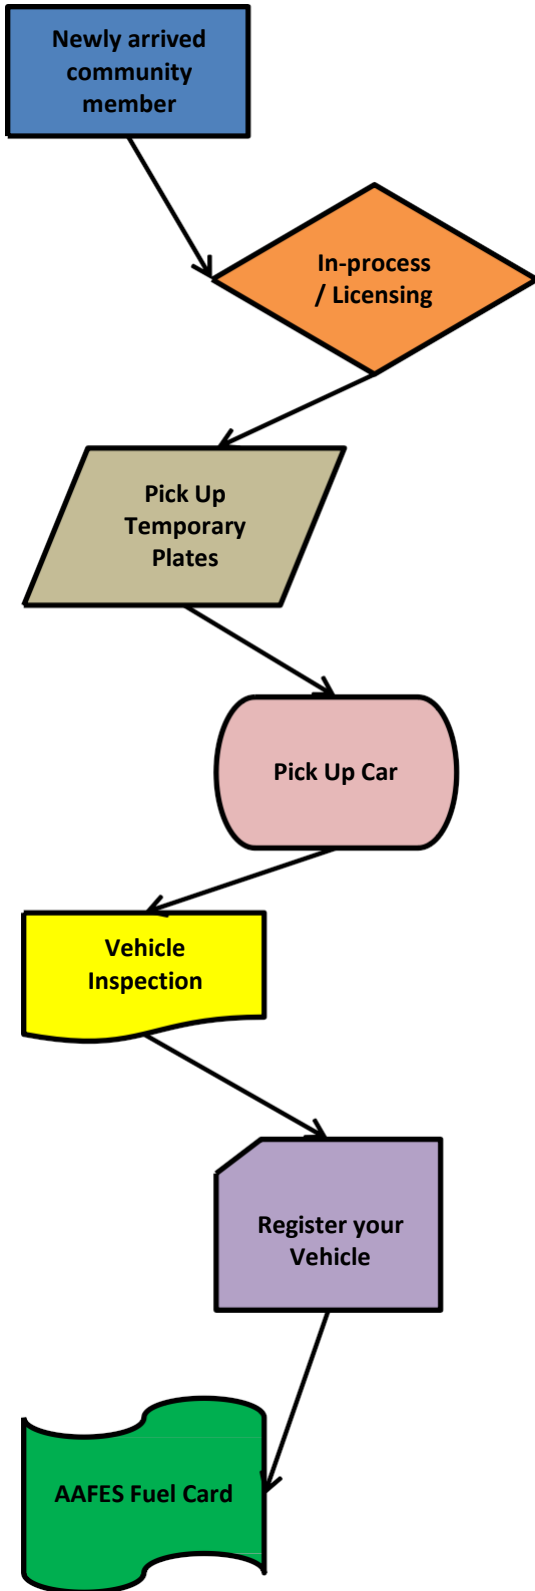 Newly arrived
community
member
In-process
/ Licensing
Pick Up
Temporary
Plates
Pick Up Car
Vehicle
Inspection
Register your
Vehicle
AAFES Fuel Card